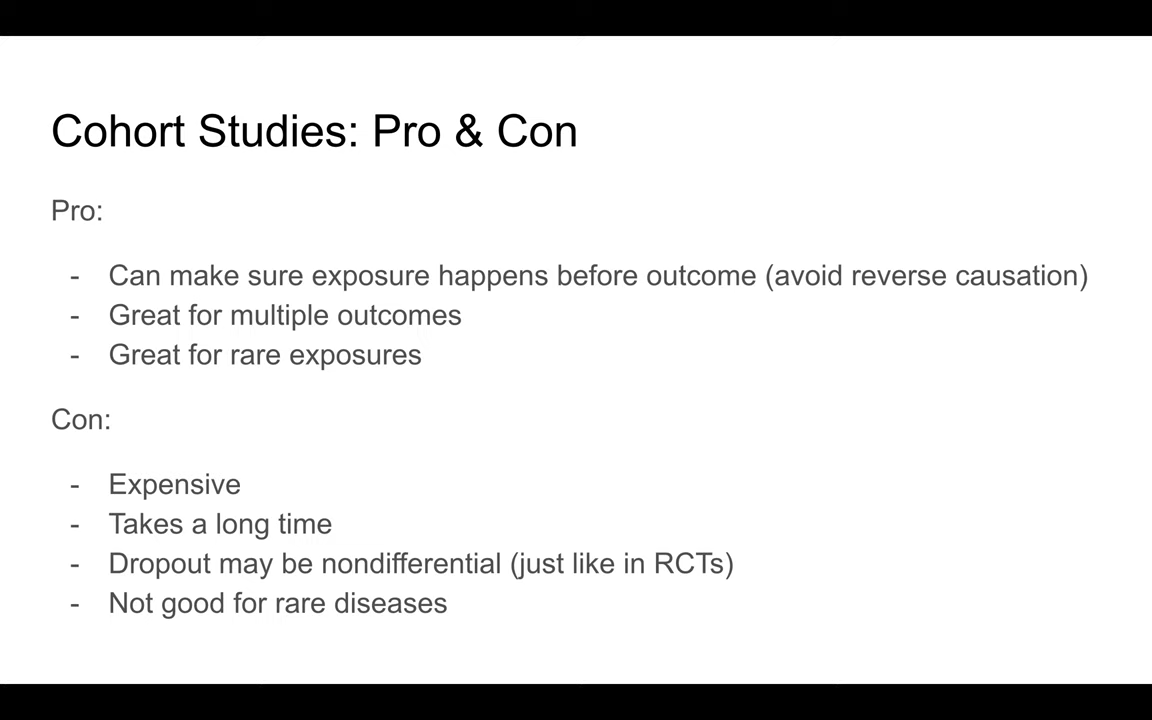 Cohort Studies: Pro & Con
Pro:
- Can make sure exposure happens before outcome (avoid reverse causation)
- Great for multiple outcomes
- Great for rare exposures
Con:
- Expensive
- Takes a long time
- Dropout may be nondifferential (just like in RCTs)
- Not good for rare diseases